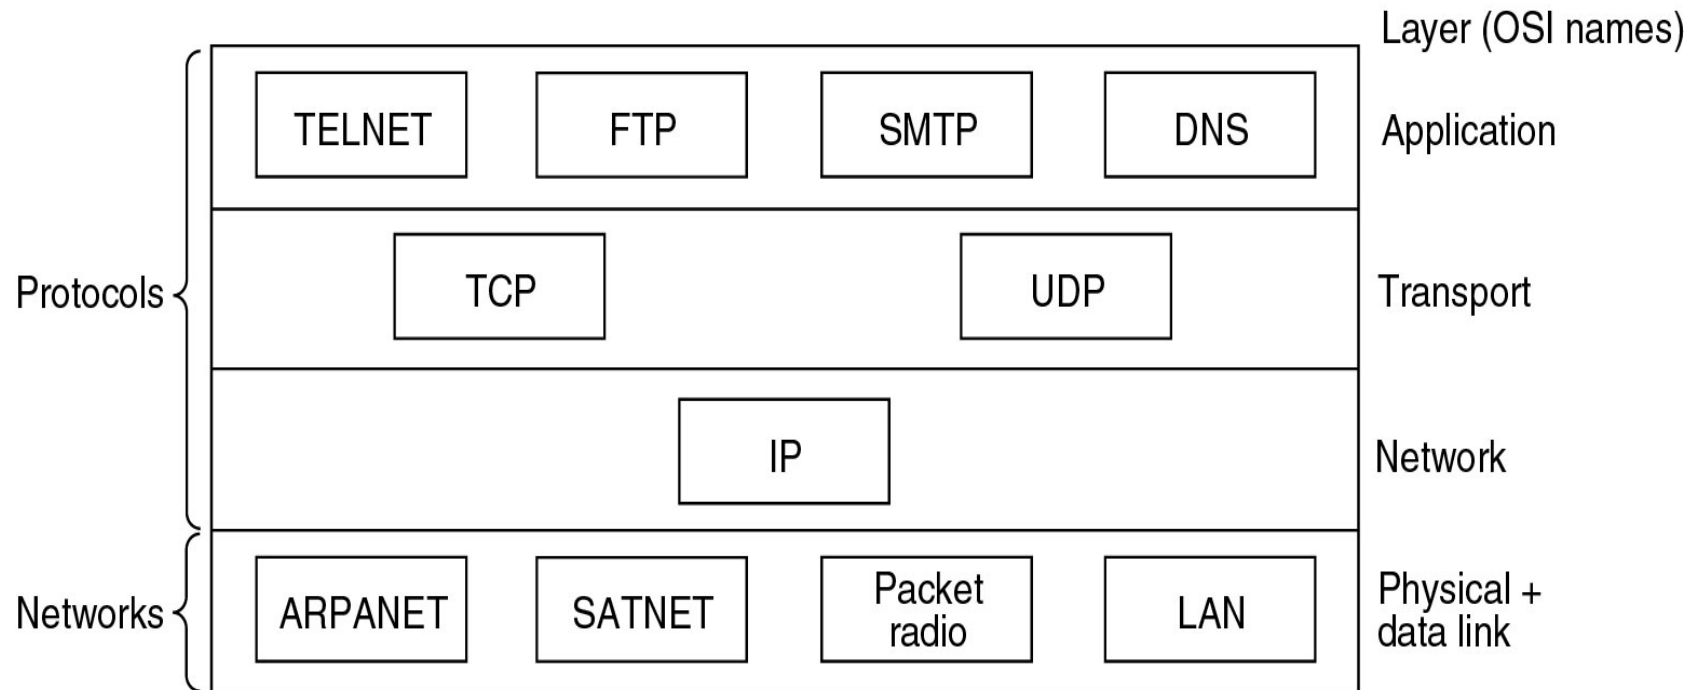 Layer (OSI names)
TELNET FTP SMTP DNS Application
Protocols TCP UDP Transport
IP Network
Networks ARPANET SATNET Packet radio LAN Physical + data link